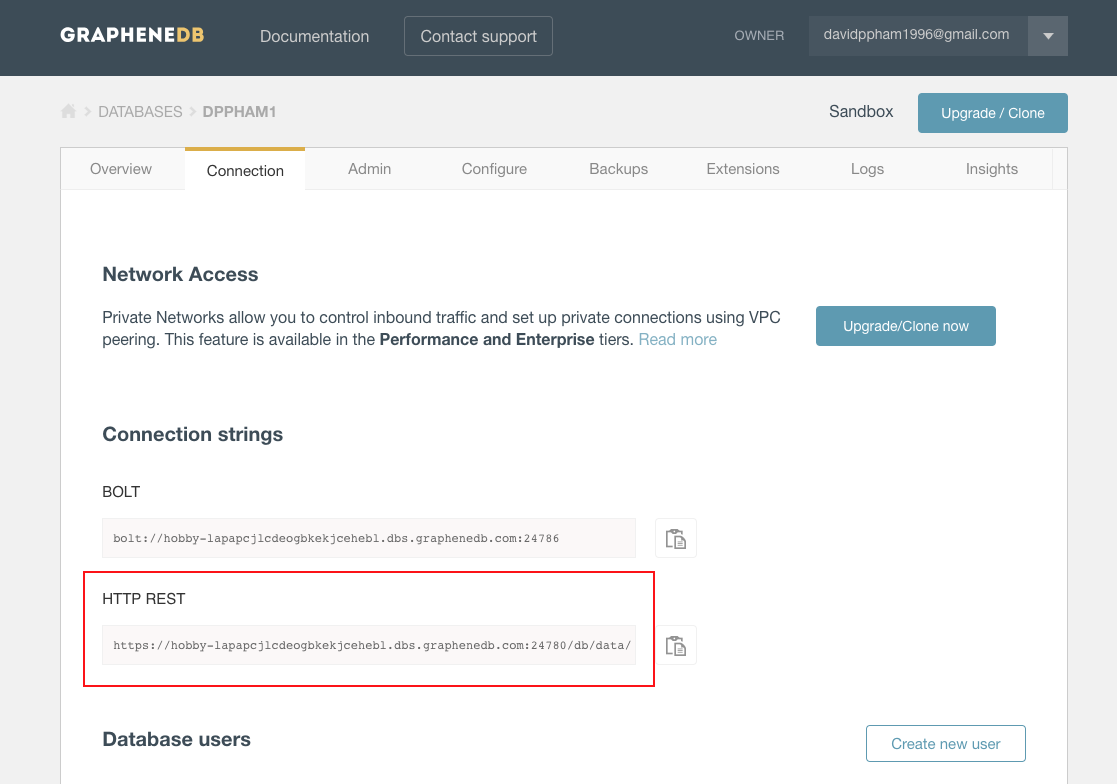 GRAPHENEDB
Documentation
Contact support
OWNER
davidppham1996@gmail.com
DATABASES
DPPHAM1
Sandbox
Upgrade / Clone
Overview
Connection
Admin
Configure
Backups
Extensions
Logs
Insights
Network Access
Private Networks allow you to control inbound traffic and set up private connections using VPC
peering. This feature is available in the Performance and Enterprise tiers. Read more
Upgrade/Clone now
Connection strings
BOLT
bolt://hobby-lapapcjlcdeogbkekjcehebl.dbs.graphenedb.com:24786
HTTP REST
https://hobby-lapapcjlcdeogbkekjcehebl.dbs.graphenedb.com:24780/db/data/
Database users
Create new user